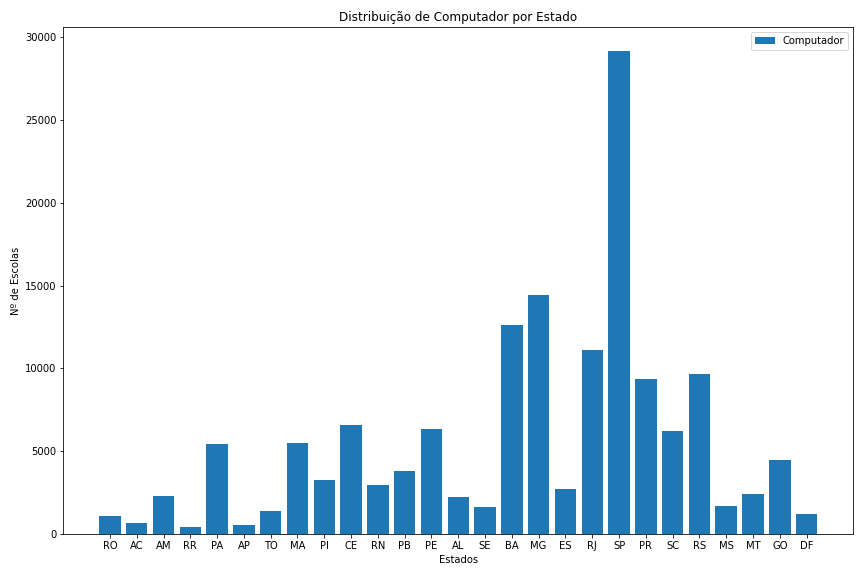 Distribuição de Computador por Estado
Computador
30000
25000
20000
15000
10000
5000
0
Nº de Escolas
RO AC AM RR PA AP TO MA PI CE RN PB PE AL SE BA MG ES RJ SP PR SC RS MS MT GO DF
Estados